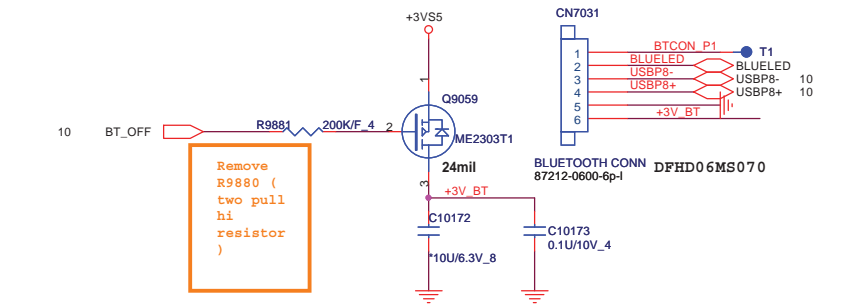 +3VS5
1
Q9059
10 BT_OFF
R9881 200K/F_4 2
ME2303T1
24mil
3
+3V_BT
Remove
R9880 (
two pull
hi
resistor
)
C10172
*10U/6.3V_8
C10173
0.1U/10V_4
CN7031
1 BTCON_P1 T1
2 BLUELED BLUELED
3 USBP8- USBP8- 10
4 USBP8+ USBP8+ 10
5
6 +3V_BT
BLUETOOTH CONN DFHD06MS070
87212-0600-6p-l